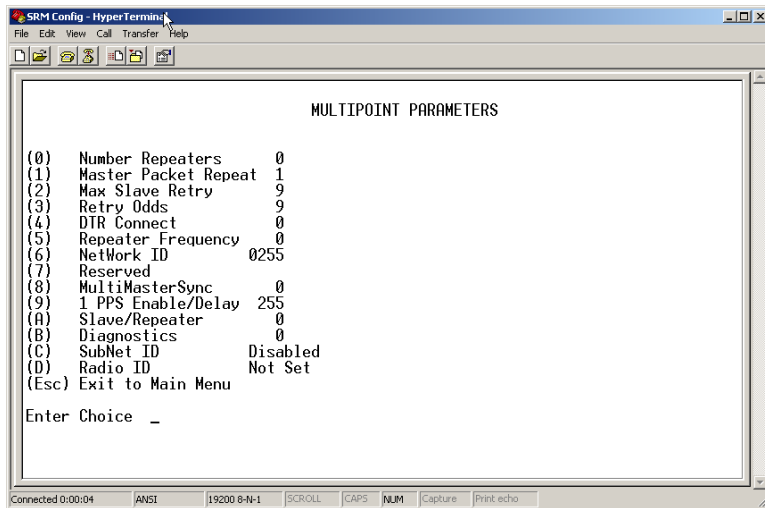 SRM Config - HyperTerminal
File Edit View Call Transfer Help
MULTIPOINT PARAMETERS
(0) Number Repeaters 0
(1) Master Packet Repeat 1
(2) Max Slave Retry 9
(3) Retry Odds 9
(4) DTR Connect 0
(5) Repeater Frequency 0
(6) NetWork ID 0255
(7) Reserved
(8) MultiMasterSync 0
(9) 1 PPS Enable/Delay 255
(A) Slave/Repeater 0
(B) Diagnostics 0
(C) SubNet ID Disabled
(D) Radio ID Not Set
(Esc) Exit to Main Menu
Enter Choice _
Connected 0:00:04 ANSI 19200 8-N-1 SCROLL CAPS NUM Capture Print echo